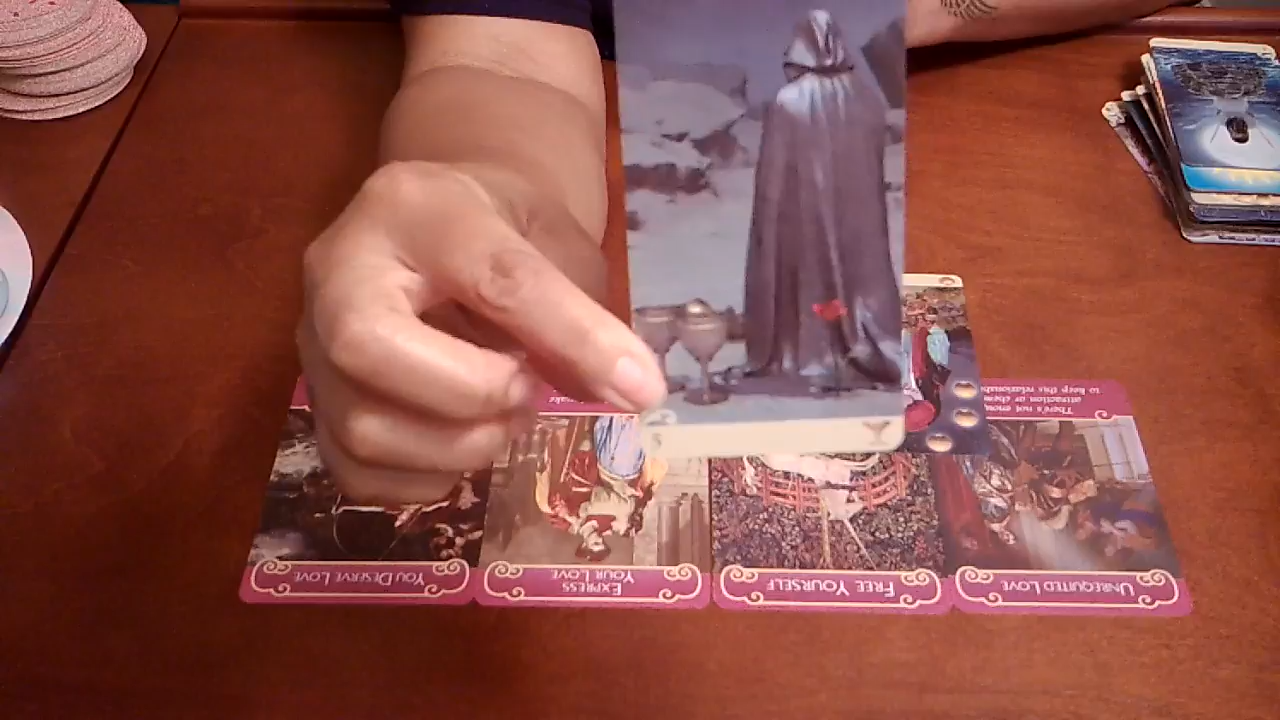 There's not enou
attraction or chem
to keep this relationsh
You Deserve Love
Express
Your Love
Free Yourself
Unrequited Love